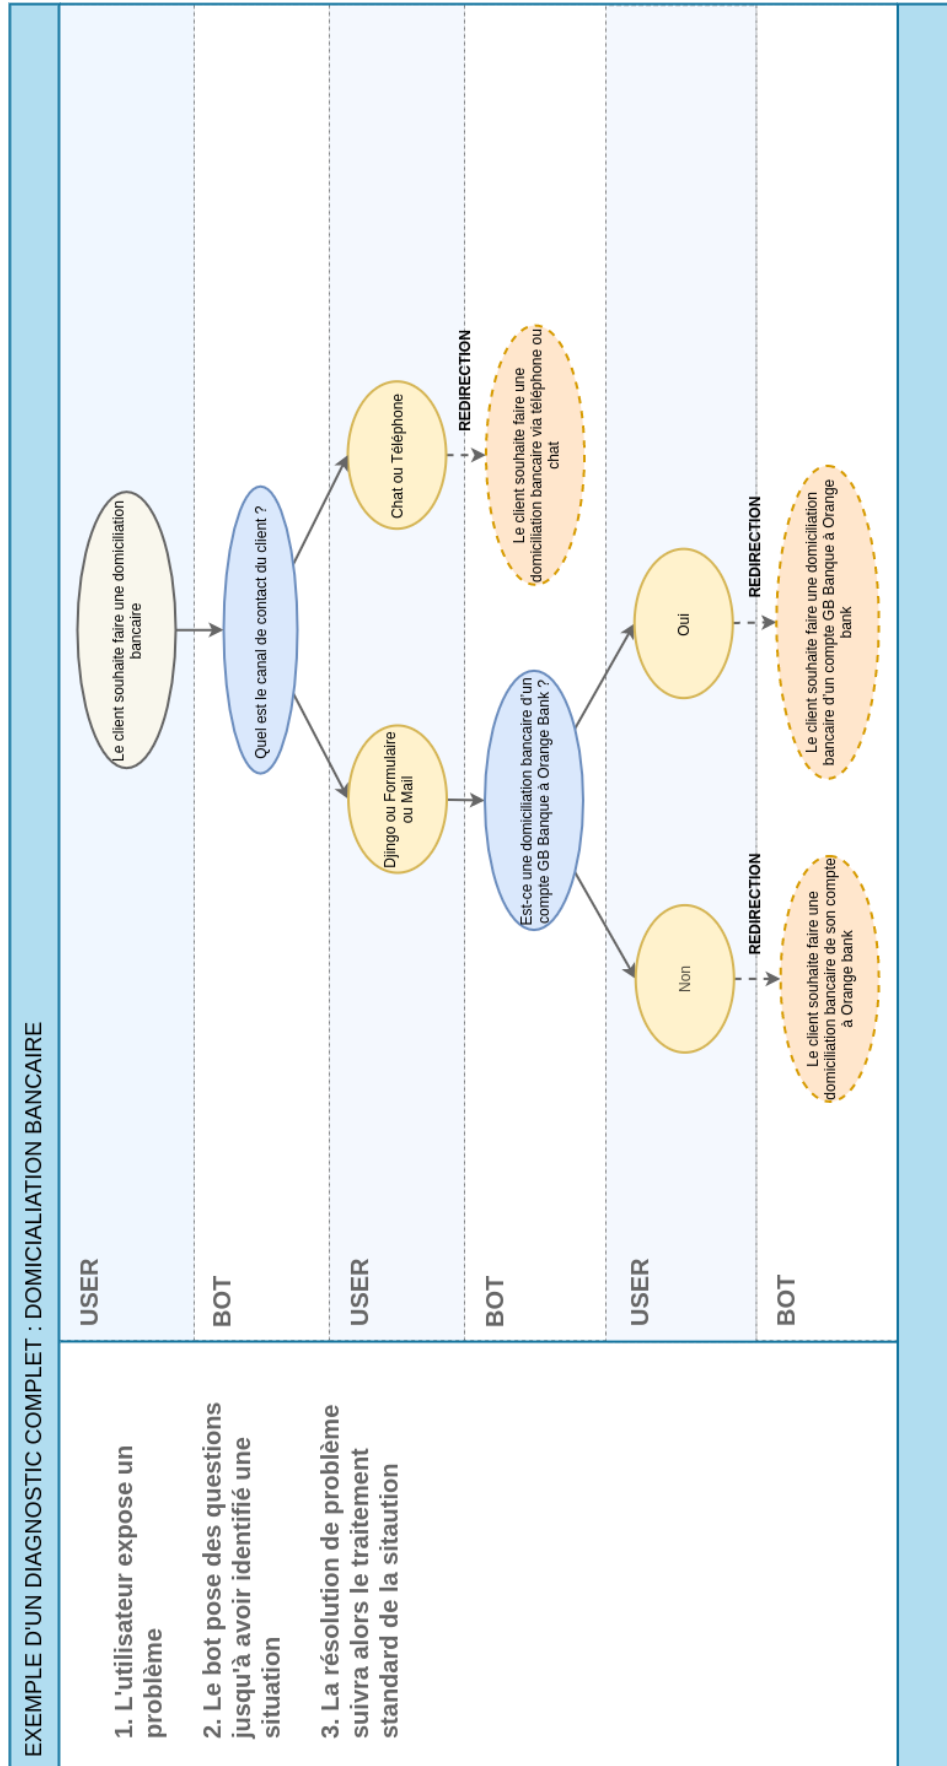 EXEMPLE D'UN DIAGNOSTIC COMPLET : DOMICIALIATION BANCAIRE
1. L'utilisateur expose un
problème
2. Le bot pose des questions
jusqu'à avoir identifié une
situation
3. La résolution de problème
suivra alors le traitement
standard de la sitaution
USER
Le client souhaite faire une domiciliation
bancaire
BOT
Quel est le canal de contact du client ?
USER
Djingo ou Formulaire
ou Mail
Chat ou Téléphone
REDIRECTION
BOT
Est-ce une domiciliation bancaire d'un
compte GB Banque à Orange Bank ?
Le client souhaite faire une
domiciliation bancaire via téléphone ou
chat
USER
Non
Oui
REDIRECTION
REDIRECTION
BOT
Le client souhaite faire une
domiciliation bancaire de son compte
à Orange bank
Le client souhaite faire une domiciliation
bancaire d'un compte GB Banque à Orange
bank